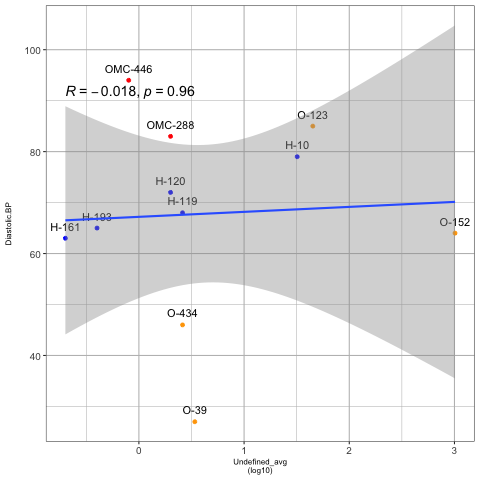 OMC-446
R = −0.018, p = 0.96
O-123
OMC-288
H-10
H-120
H-119
H-193
H-161
O-152
O-434
O-39
100
80
60
40
Diastolic.BP
0 1 2 3
Undefined_avg
(log10)